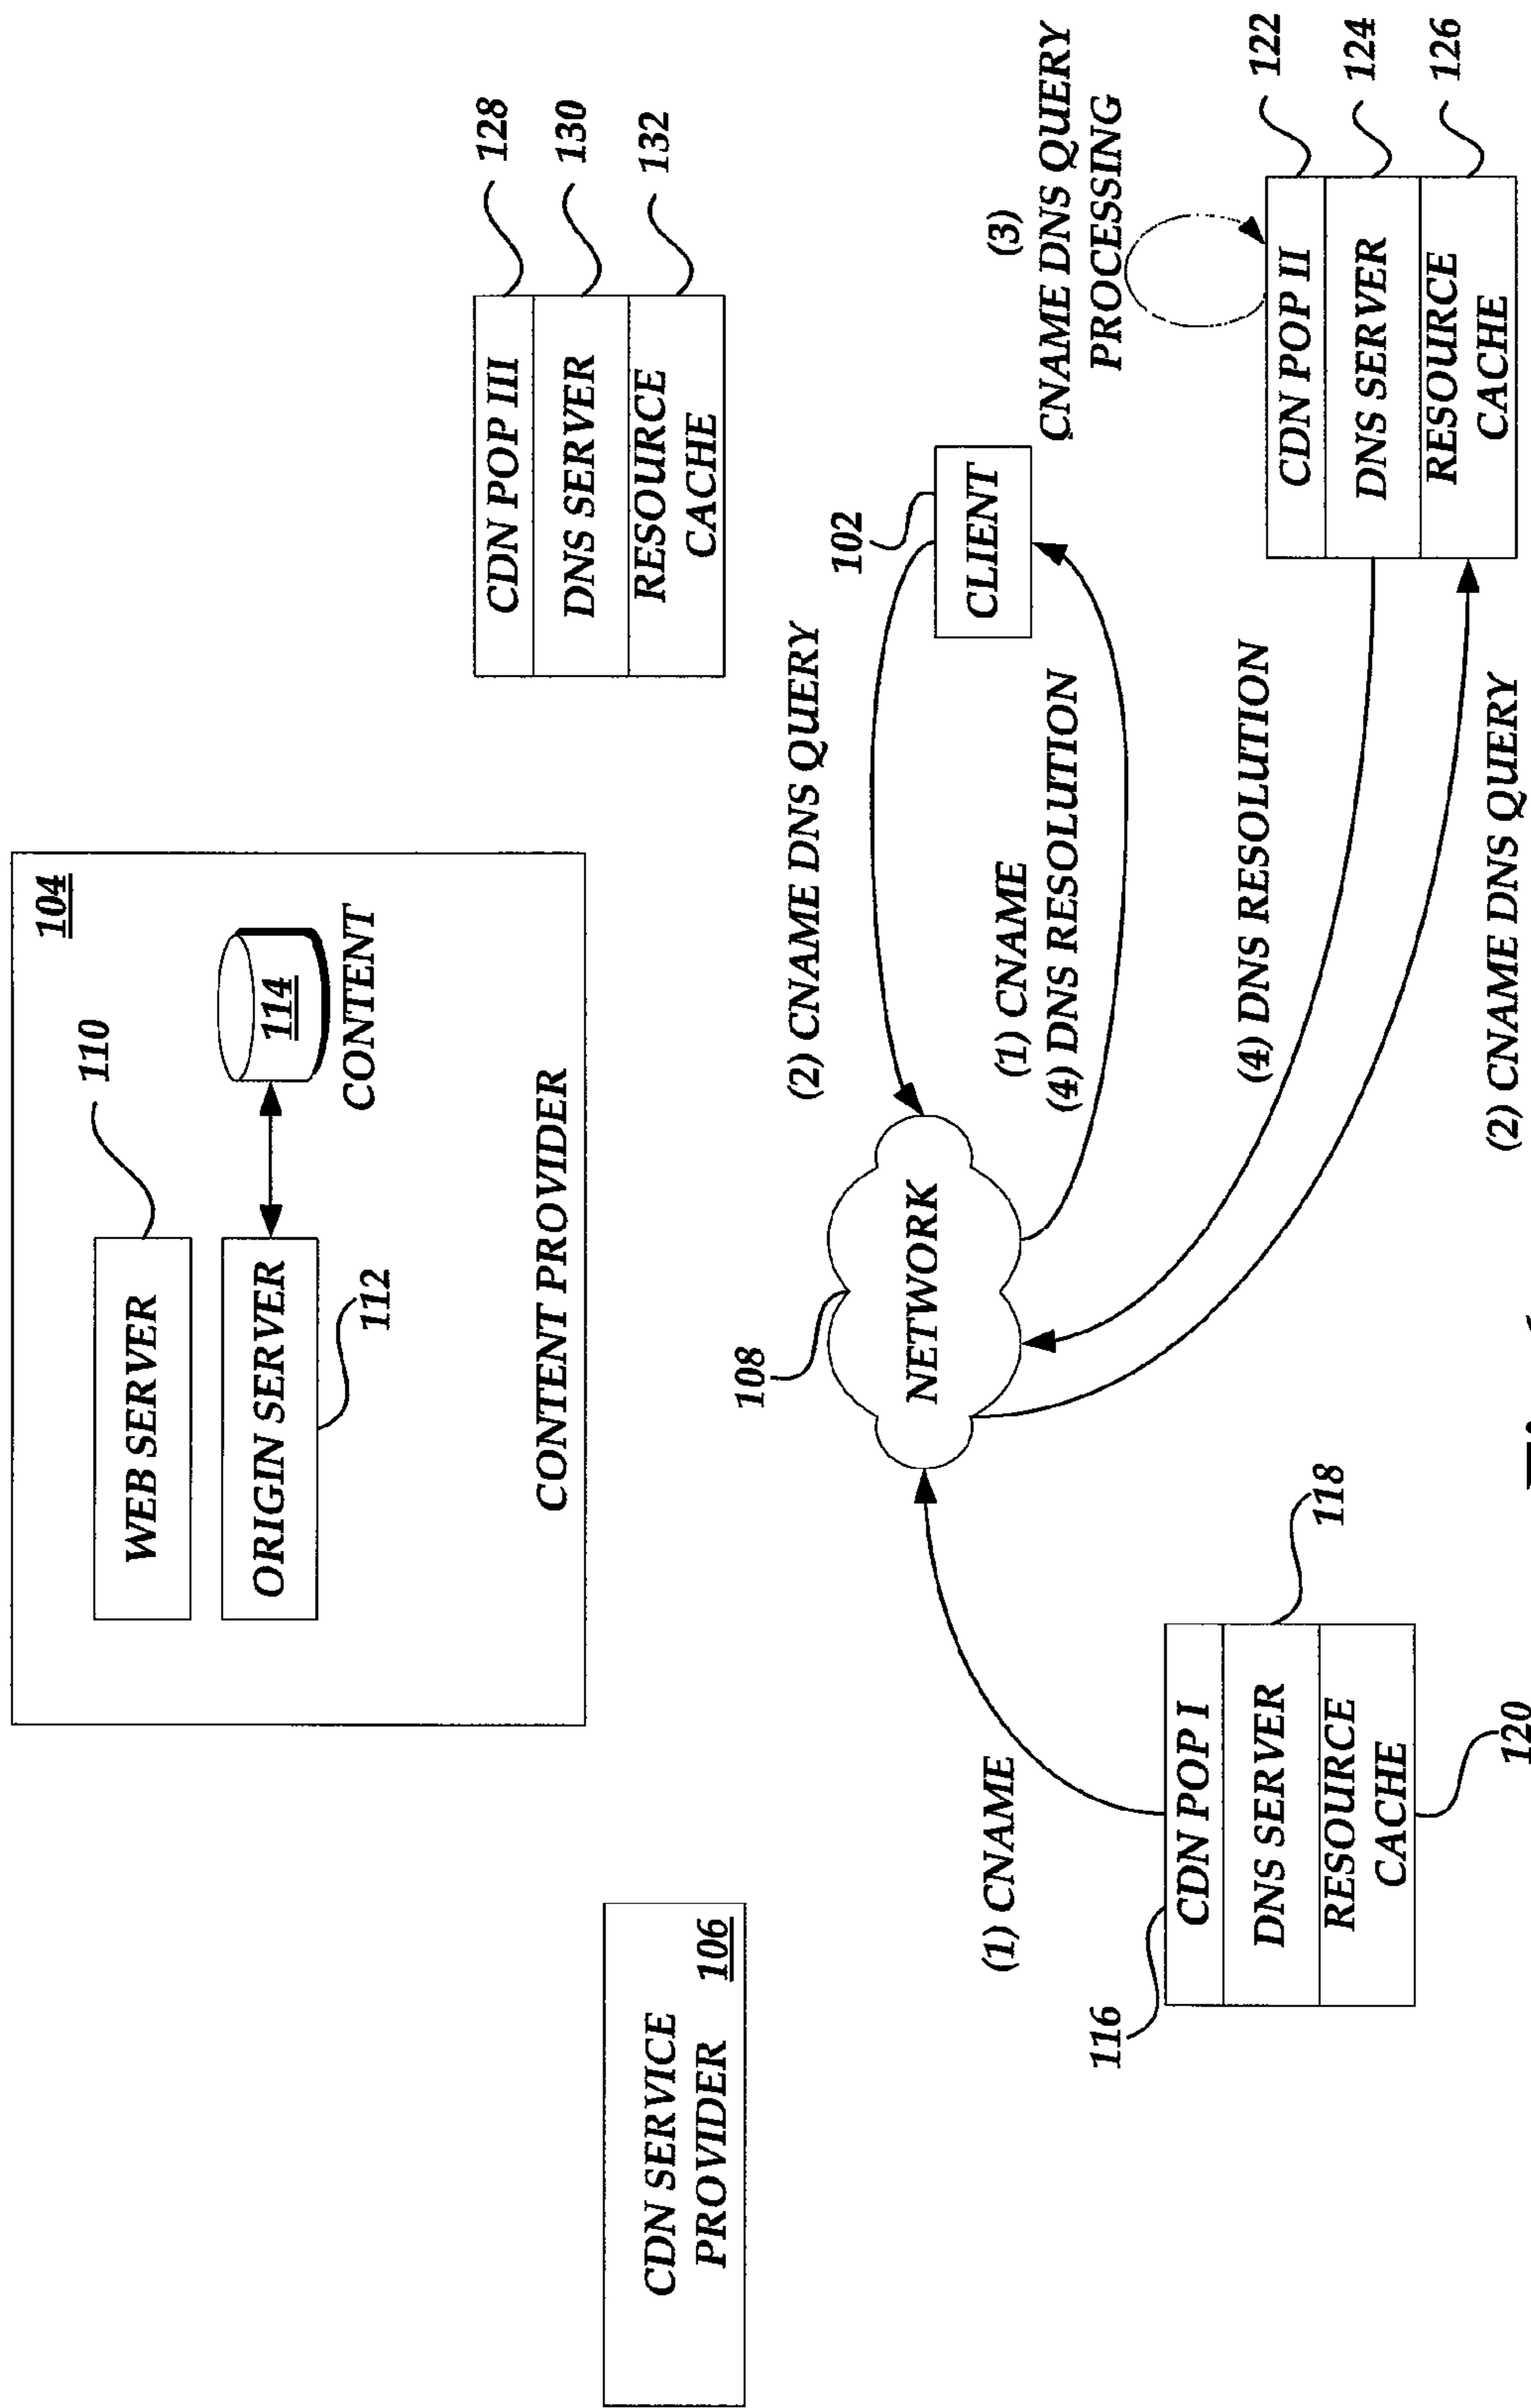 104
110
WEB SERVER
ORIGIN SERVER
112
114
CONTENT
CONTENT PROVIDER
CDN SERVICE
PROVIDER
106
CDN POP III
DNS SERVER
RESOURCE
CACHE
128
130
132
108
NETWORK
(2) CNAME DNS QUERY
102
CLIENT
(1) CNAME
(4) DNS RESOLUTION
(1) CNAME
116
CDN POP I
DNS SERVER
RESOURCE
CACHE
118
120
(3)
CNAME DNS QUERY
PROCESSING
(4) DNS RESOLUTION
CDN POP II
DNS SERVER
RESOURCE
CACHE
122
124
126
(2) CNAME DNS QUERY